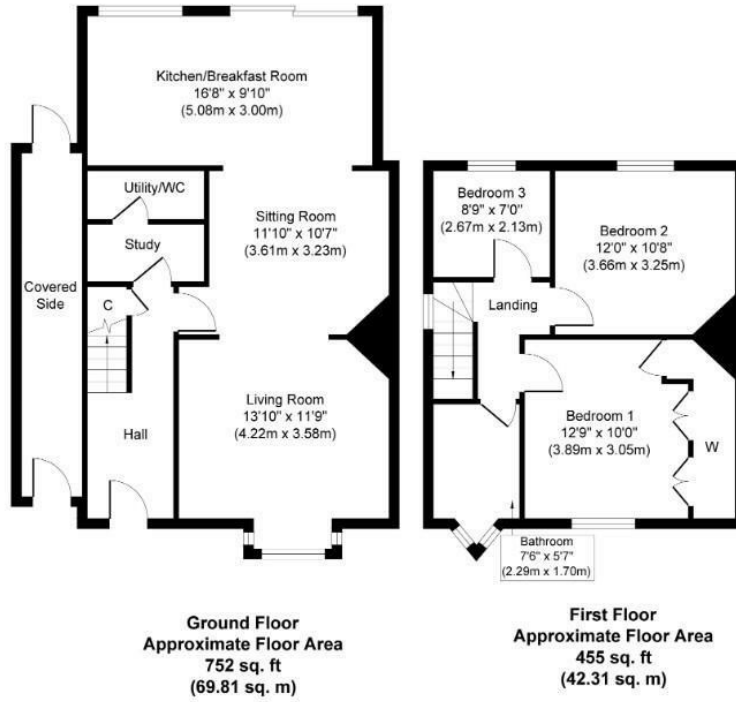 Kitchen/Breakfast Room
16'8" x 9'10"
(5.08m x 3.00m)
Utility/WC
Study
Sitting Room
11'10" x 10'7"
(3.61m x 3.23m)
Covered
Side
C
Hall
Living Room
13'10" x 11'9"
(4.22m x 3.58m)
Ground Floor
Approximate Floor Area
752 sq. ft
(69.81 sq. m)
Bedroom 3
8'9" x 7'0"
(2.67m x 2.13m)
Bedroom 2
12'0" x 10'8"
(3.66m x 3.25m)
Landing
Bedroom 1
12'9" x 10'0"
(3.89m x 3.05m)
W
Bathroom
7'6" x 5'7"
(2.29m x 1.70m)
First Floor
Approximate Floor Area
455 sq. ft
(42.31 sq. m)